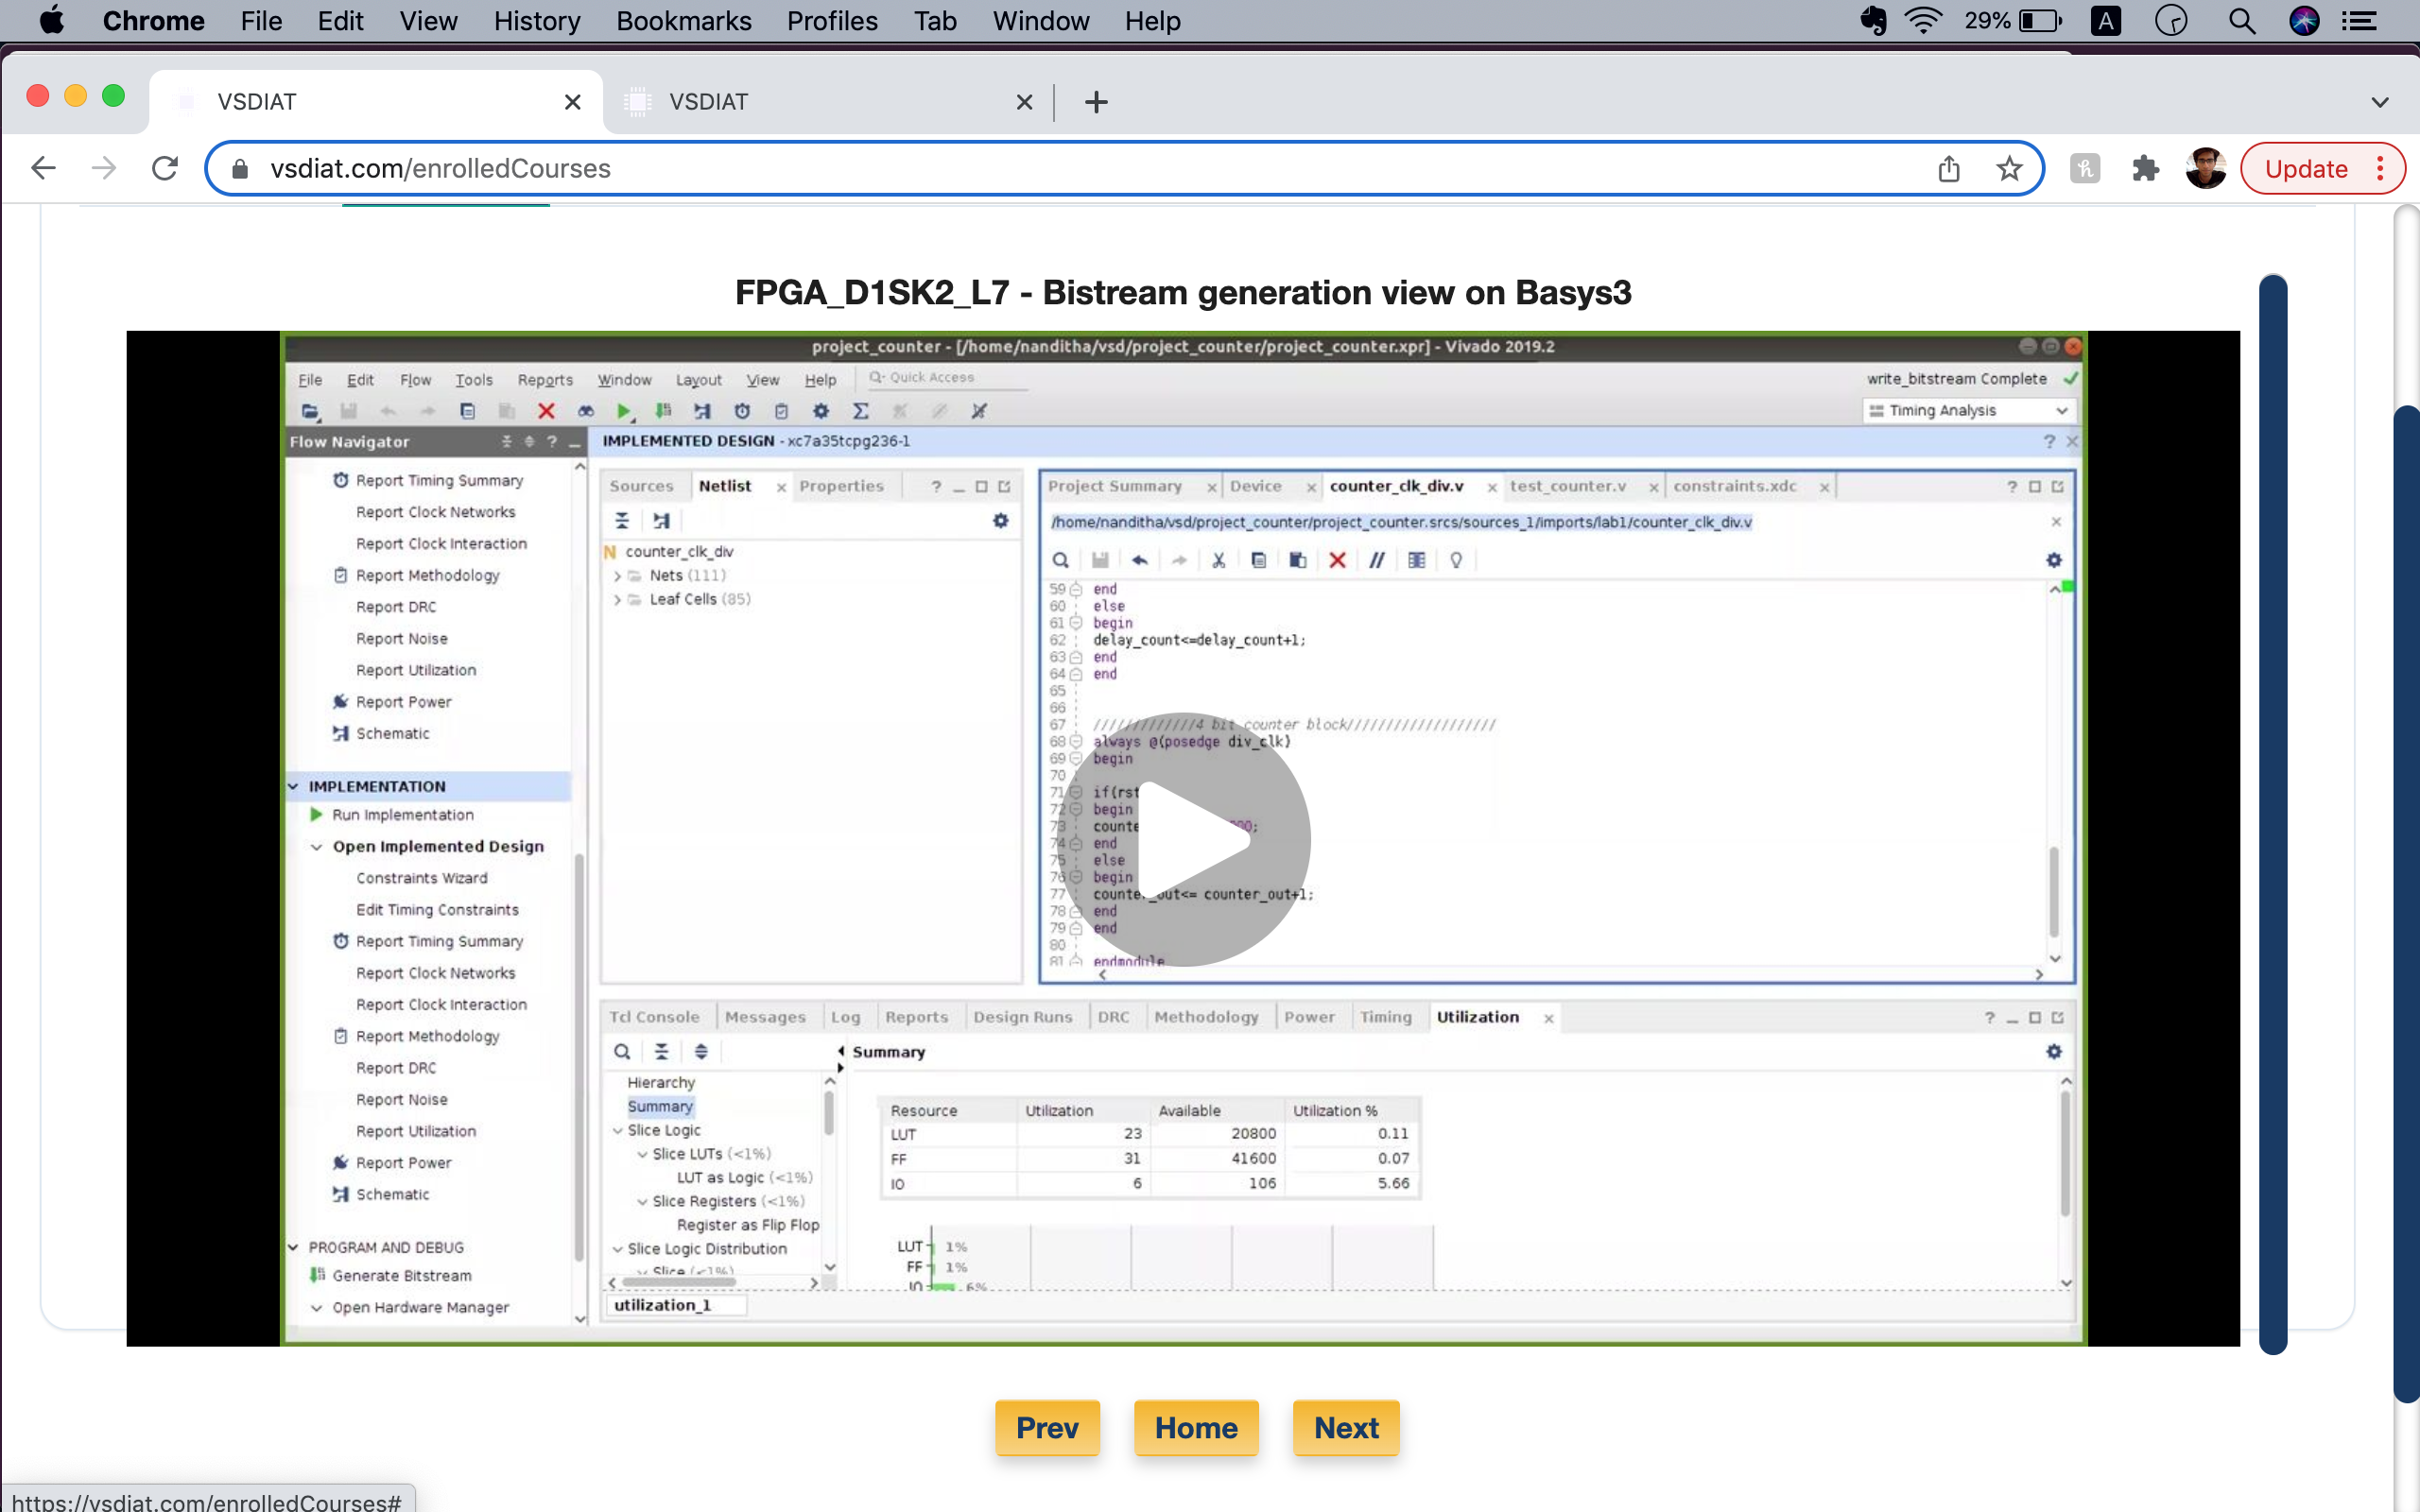 Chrome File Edit View History Bookmarks Profiles Tab Window Help 29% A
VSDIAT VSDIAT
vsdiat.com/enrolledCourses Update
FPGA_D1SK2_L7 - Bistream generation view on Basys3
project_counter - [/home/nanditha/vsd/project_counter/project_counter.xpr] - Vivado 2019.2
File Edit Flow Tools Reports Window Layout View Help Quick Access
write_bitstream Complete
Timing Analysis
Flow Navigator
IMPLEMENTED DESIGN - xc7a35tcpg236-1
Report Timing Summary
Report Clock Networks
Report Clock Interaction
Report Methodology
Report DRC
Report Noise
Report Utilization
Report Power
Schematic
IMPLEMENTATION
Run Implementation
Open Implemented Design
Constraints Wizard
Edit Timing Constraints
Report Timing Summary
Report Clock Networks
Report Clock Interaction
Report Methodology
Report DRC
Report Noise
Report Utilization
Report Power
Schematic
PROGRAM AND DEBUG
Generate Bitstream
Open Hardware Manager
Sources Netlist Properties
counter_clk_div
Nets (111)
Leaf Cells (85)
Project Summary Device counter_clk_div.v test_counter.v constraints.xdc
/home/nanditha/vsd/project_counter/project_counter.srcs/sources_1/imports/lab1/counter_clk_div.v
59 end
60 else
61 begin
62 delay_count<=delay_count+1;
63 end
64 end
65
66
67 /////////////4 bit counter block////////////////////
68 always @(posedge div_clk)
69 begin
70
71 if(rst
72 begin
73
74 end
75 else
76 begin
77 counter_out<= counter_out+1;
78 end
79 end
80
81 endmodule
Tcl Console Messages Log Reports Design Runs DRC Methodology Power Timing Utilization
Summary
Hierarchy
Summary
Slice Logic
Slice LUTs (<1%)
LUT as Logic (<1%)
Slice Registers (<1%)
Register as Flip Flop
Slice Logic Distribution
Slice (<1%)
Resource Utilization Available Utilization %
LUT 23 20800 0.11
FF 31 41600 0.07
IO 6 106 5.66
LUT 1%
FF 1%
IO 6%
utilization_1
Prev Home Next
https://vsdiat.com/enrolledCourses#